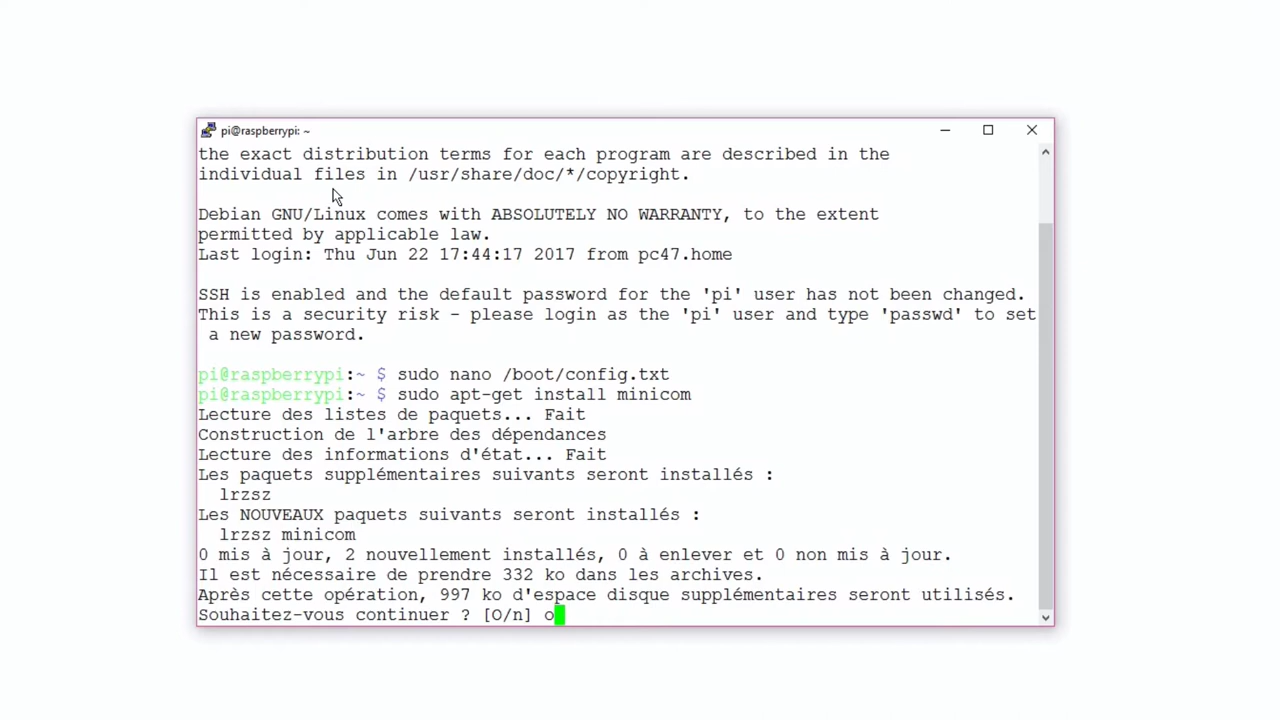 pi@raspberrypi: ~
the exact distribution terms for each program are described in the
individual files in /usr/share/doc/*/copyright.
Debian GNU/Linux comes with ABSOLUTELY NO WARRANTY, to the extent
permitted by applicable law.
Last login: Thu Jun 22 17:44:17 2017 from pc47.home
SSH is enabled and the default password for the 'pi' user has not been changed.
This is a security risk - please login as the 'pi' user and type 'passwd' to set
a new password.
pi@raspberrypi:~ $ sudo nano /boot/config.txt
pi@raspberrypi:~ $ sudo apt-get install minicom
Lecture des listes de paquets... Fait
Construction de l'arbre des dépendances
Lecture des informations d'état... Fait
Les paquets supplémentaires suivants seront installés :
lrzsz
Les NOUVEAUX paquets suivants seront installés :
lrzsz minicom
0 mis à jour, 2 nouvellement installés, 0 à enlever et 0 non mis à jour.
Il est nécessaire de prendre 332 ko dans les archives.
Après cette opération, 997 ko d'espace disque supplémentaires seront utilisés.
Souhaitez-vous continuer ? [O/n] o